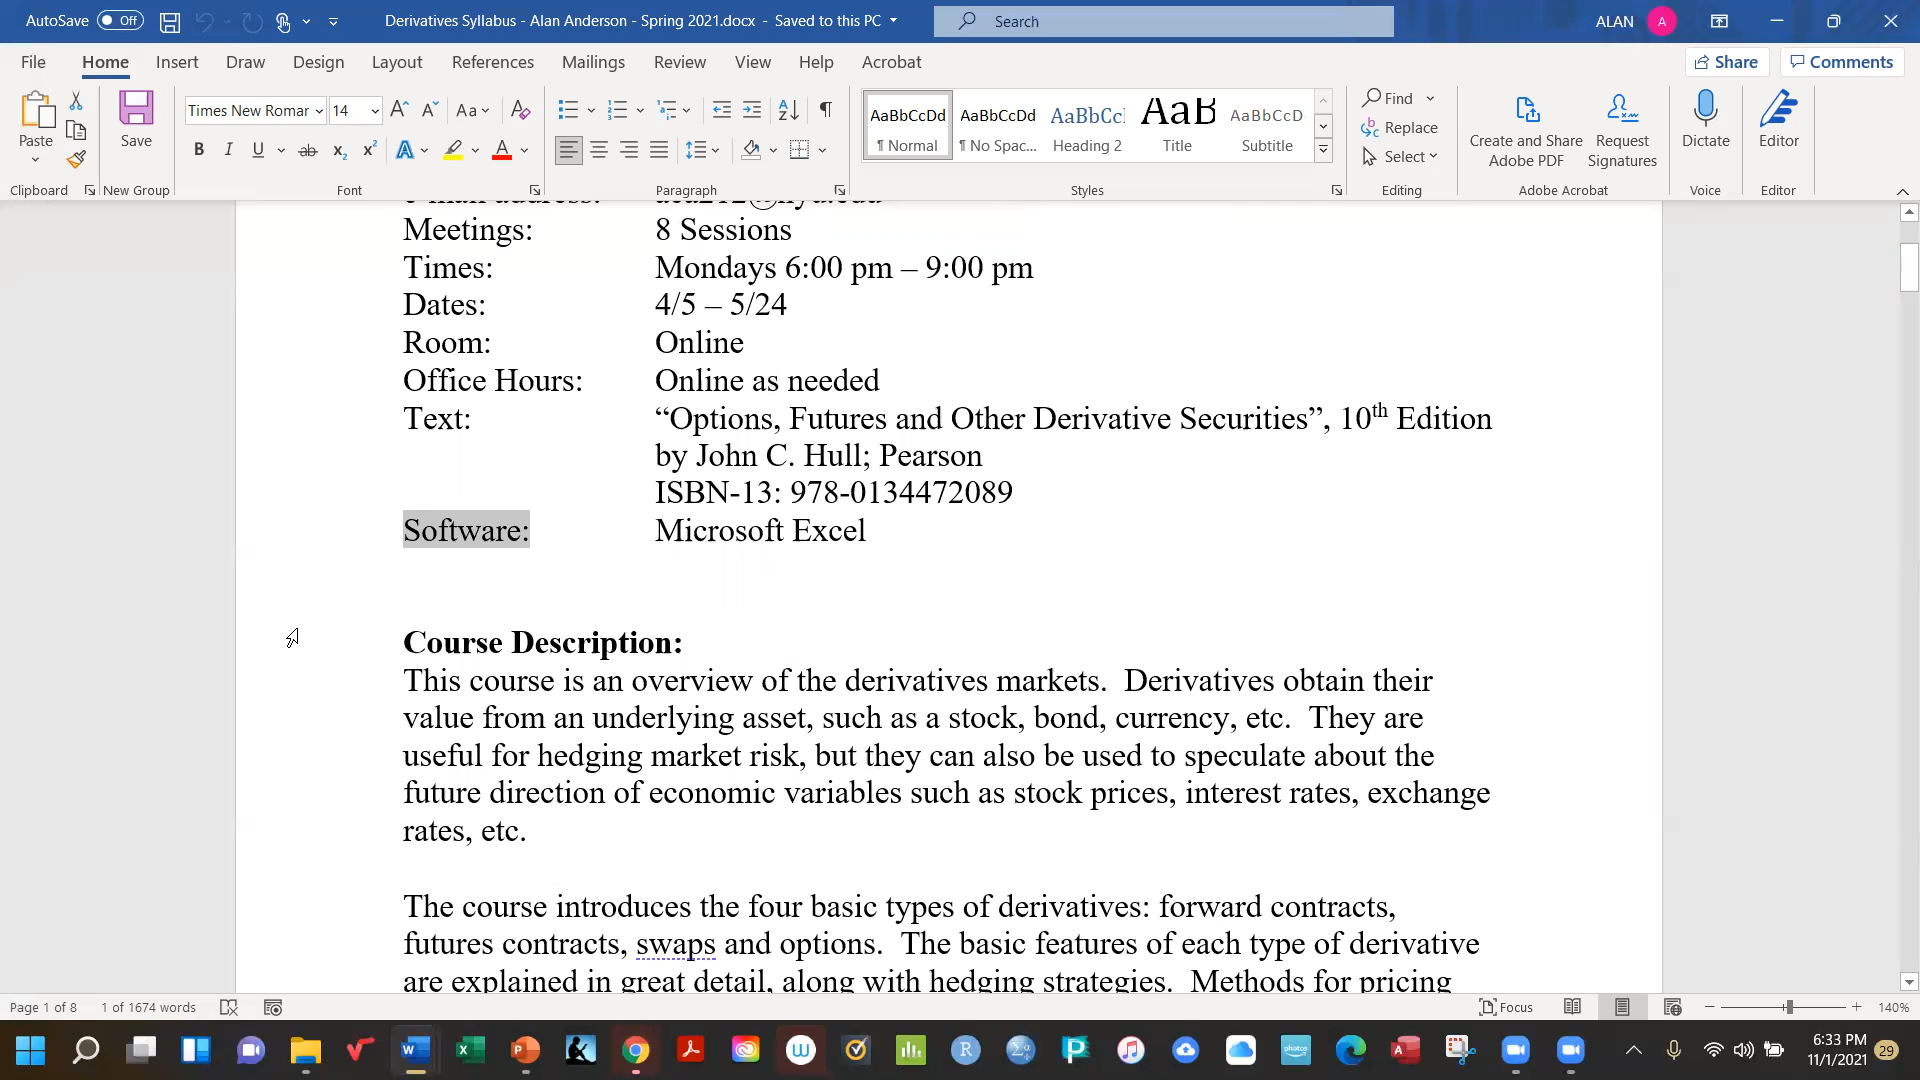 AutoSave Off Derivatives Syllabus - Alan Anderson - Spring 2021.docx - Saved to this PC Search ALAN A
File Home Insert Draw Design Layout References Mailings Review View Help Acrobat Share Comments
Times New Romar 14 Aa AaBbCcDd AaBbCcDd AaBbCc AaB AaBbCcD Find
Paste Save Replace Create and Share Request Dictate Editor
B I U ab x₂ x² A A ¶ Normal ¶ No Spac... Heading 2 Title Subtitle Select Adobe PDF Signatures
Clipboard New Group Font Paragraph Styles Editing Adobe Acrobat Voice Editor
Meetings: 8 Sessions
Times: Mondays 6:00 pm – 9:00 pm
Dates: 4/5 – 5/24
Room: Online
Office Hours: Online as needed
Text: “Options, Futures and Other Derivative Securities”, 10th Edition
by John C. Hull; Pearson
ISBN-13: 978-0134472089
Software: Microsoft Excel
Course Description:
This course is an overview of the derivatives markets. Derivatives obtain their
value from an underlying asset, such as a stock, bond, currency, etc. They are
useful for hedging market risk, but they can also be used to speculate about the
future direction of economic variables such as stock prices, interest rates, exchange
rates, etc.
The course introduces the four basic types of derivatives: forward contracts,
futures contracts, swaps and options. The basic features of each type of derivative
are explained in great detail, along with hedging strategies. Methods for pricing
Page 1 of 8 1 of 1674 words Focus 140%
6:33 PM
11/1/2021 29